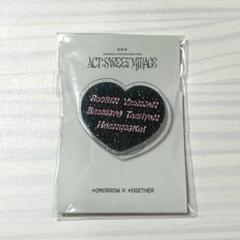 ACT:SWEET MIRAGE
SOOBIN YEONJUN
BEOMGYU TAEHYUN
HUENINGKAI
TOMORROW X TOGETHER